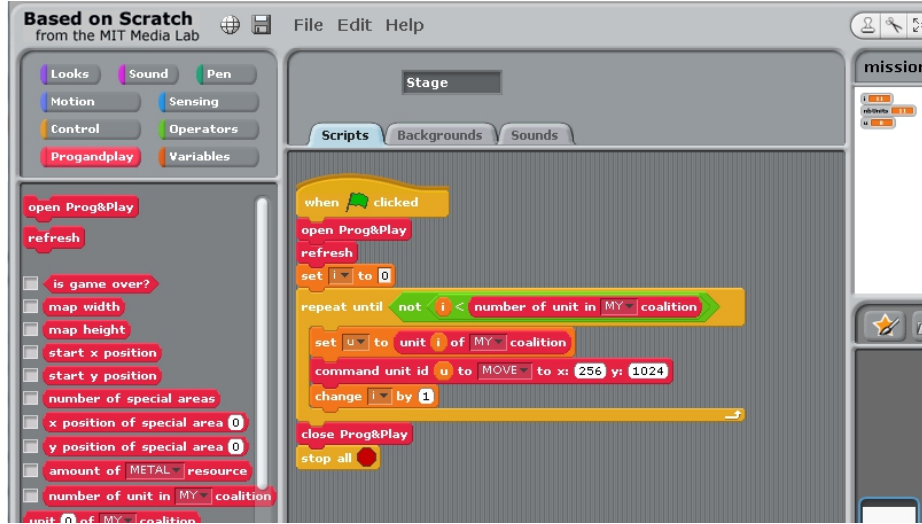 Based on Scratch
from the MIT Media Lab
File Edit Help
Looks Sound Pen
Motion Sensing
Control Operators
Progandplay Variables
Stage
Scripts Backgrounds Sounds
mission
i 11
nbUnits 11
u
open Prog&Play
refresh
is game over?
map width
map height
start x position
start y position
number of special areas
x position of special area 0
y position of special area 0
amount of METAL resource
number of unit in MY coalition
unit 0 of MY coalition
when clicked
open Prog&Play
refresh
set i to 0
repeat until not i < number of unit in MY coalition
set u to unit i of MY coalition
command unit id u to MOVE to x: 256 y: 1024
change i by 1
close Prog&Play
stop all